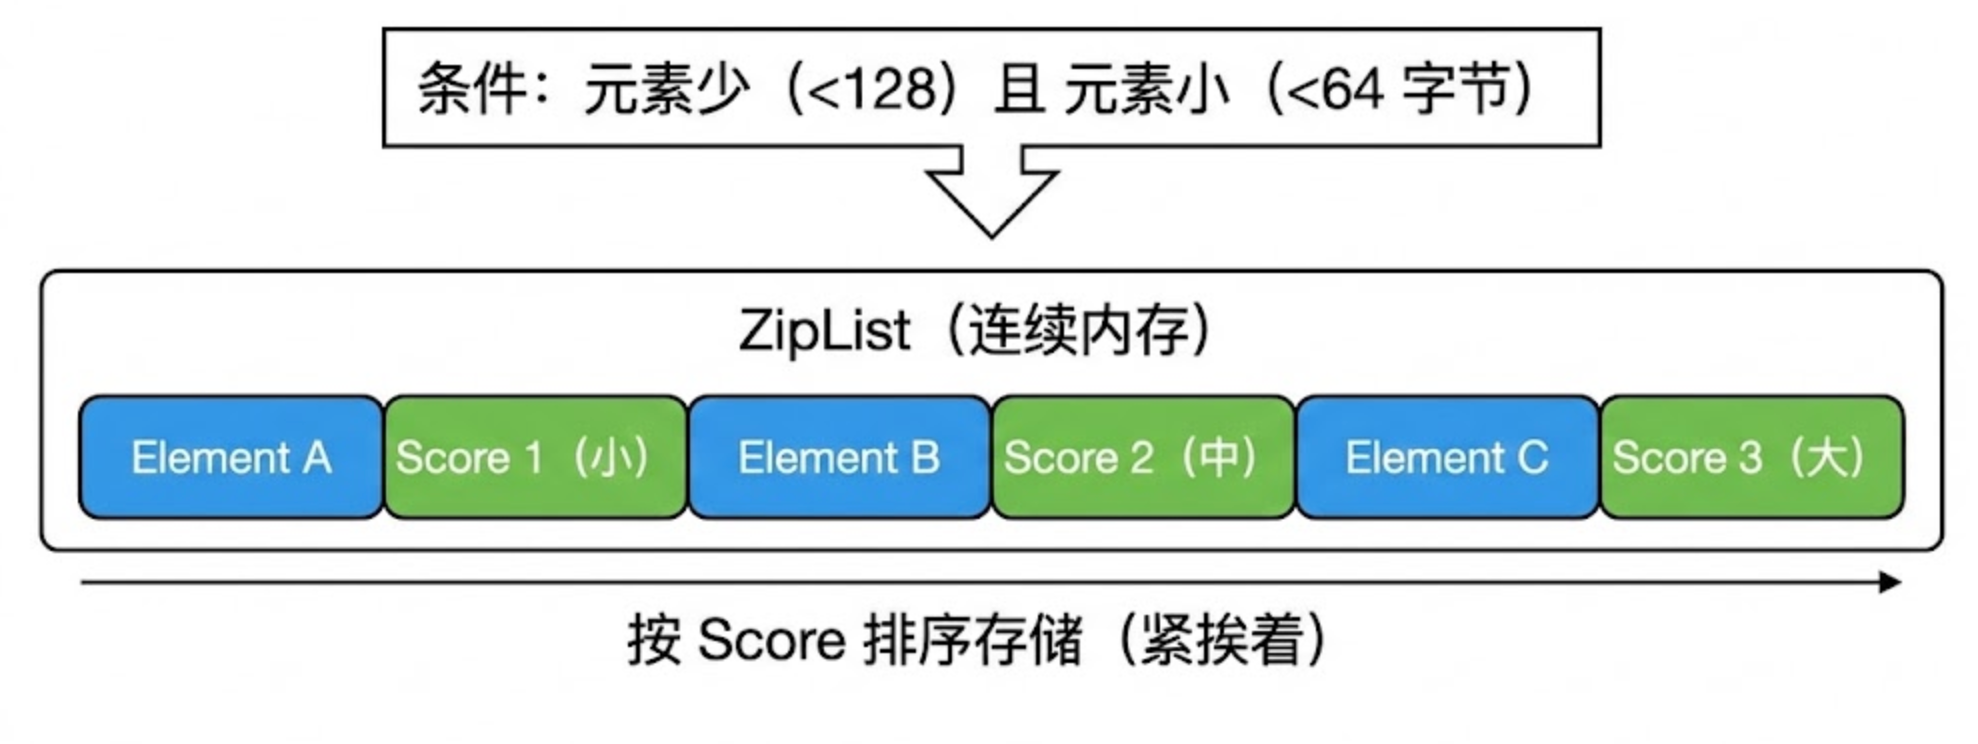 条件：元素少（<128）且 元素小（<64 字节）
ZipList（连续内存）
Element A
Score 1（小）
Element B
Score 2（中）
Element C
Score 3（大）
按 Score 排序存储（紧挨着）